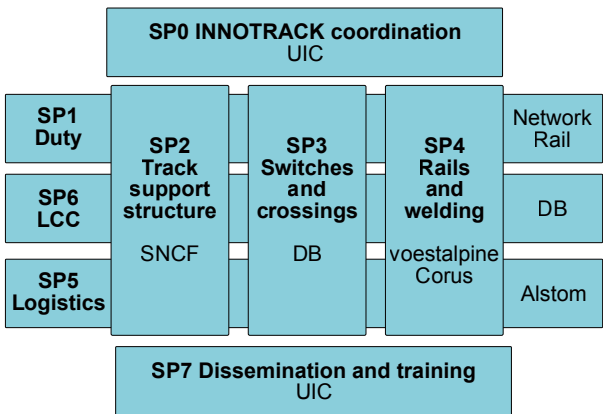 SP0 INNOTRACK coordination
UIC
SP1
Duty
SP2
Track
support
structure
SNCF
SP3
Switches
and
crossings
DB
SP4
Rails
and
welding
voestalpine
Corus
Network
Rail
SP6
LCC
DB
SP5
Logistics
Alstom
SP7 Dissemination and training
UIC